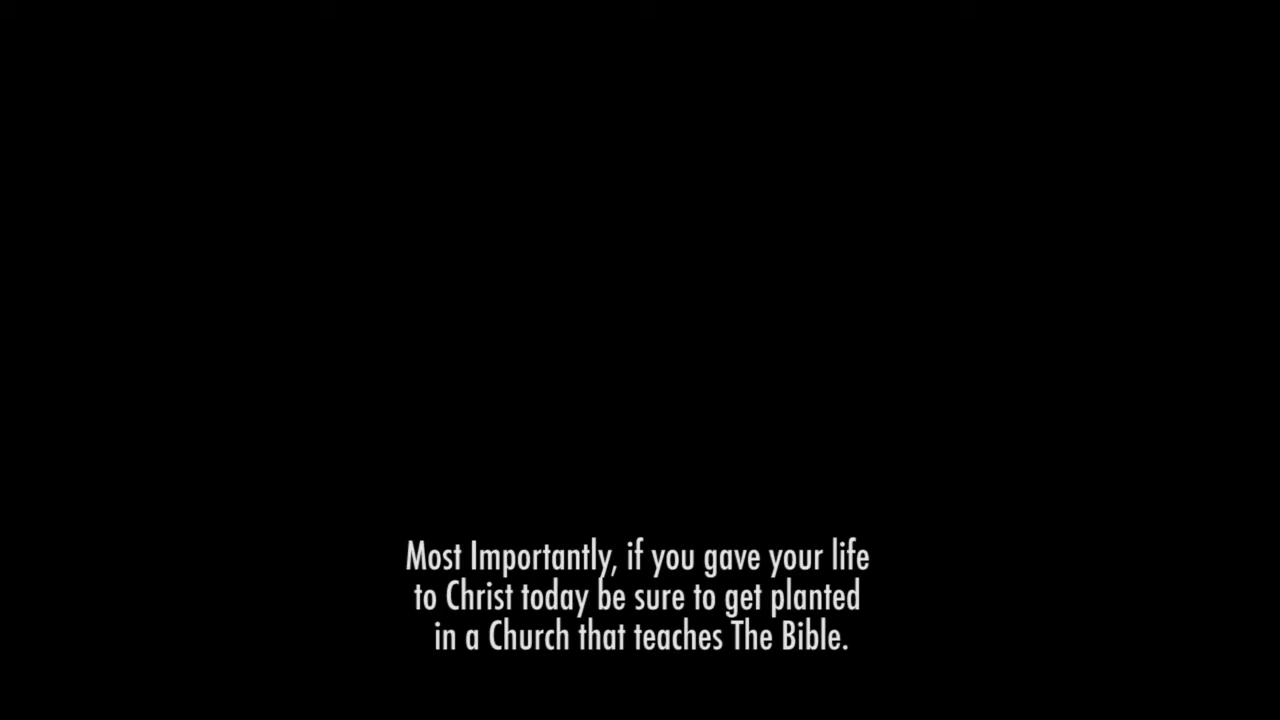 Most Importantly, if you gave your life
to Christ today be sure to get planted
in a Church that teaches The Bible.